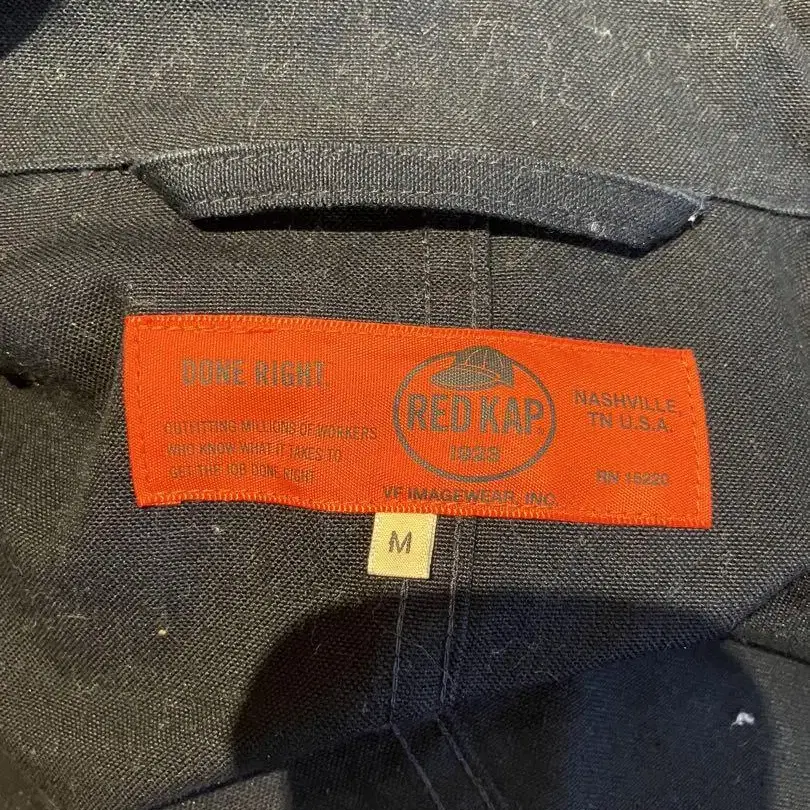 DONE RIGHT.
OUTFITTING MILLIONS OF WORKERS
WHO KNOW WHAT IT TAKES TO
GET THE JOB DONE RIGHT
RED KAP
1923
VF IMAGEWEAR, INC.
NASHVILLE,
TN U.S.A.
RN 15220
M